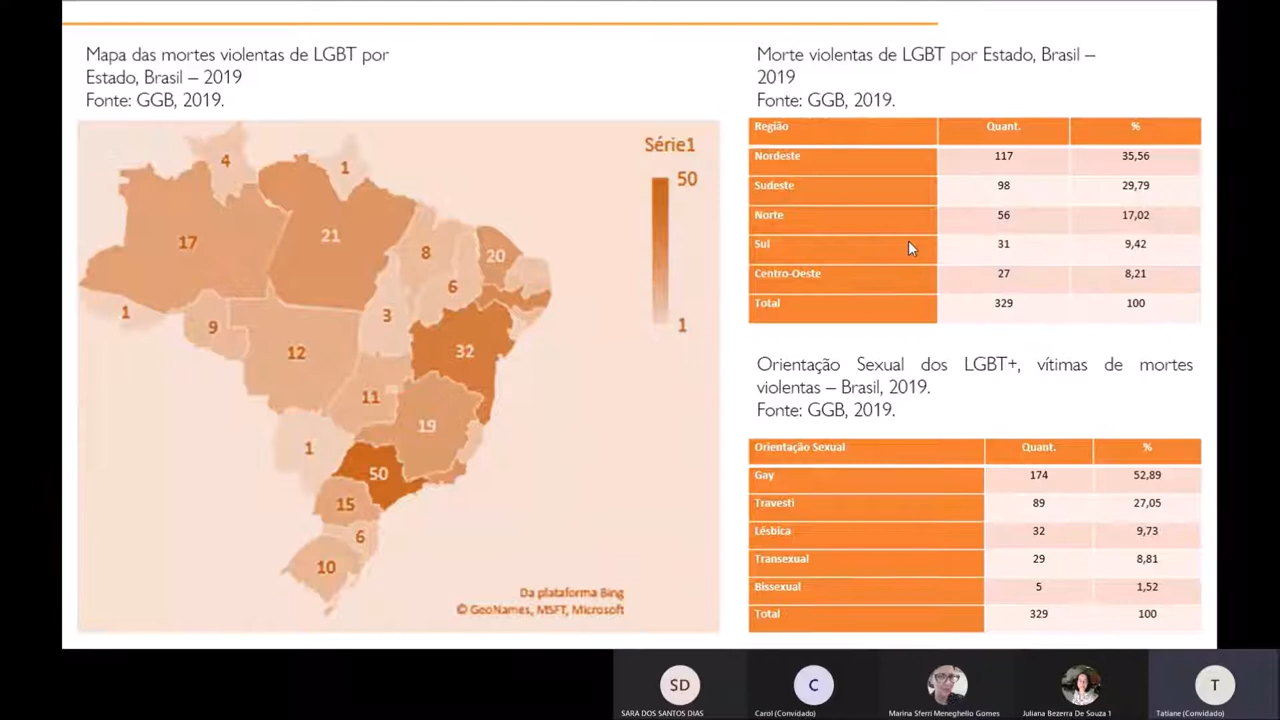 Mapa das mortes violentas de LGBT por
Estado, Brasil – 2019
Fonte: GGB, 2019.
Série1
50
1
4
1
17
21
8
20
6
1
9
3
12
32
11
19
1
50
15
6
10
Da plataforma Bing
© GeoNames, MSFT, Microsoft
Morte violentas de LGBT por Estado, Brasil –
2019
Fonte: GGB, 2019.
Região Quant. %
Nordeste 117 35,56
Sudeste 98 29,79
Norte 56 17,02
Sul 31 9,42
Centro-Oeste 27 8,21
Total 329 100
Orientação Sexual dos LGBT+, vítimas de mortes
violentas – Brasil, 2019.
Fonte: GGB, 2019.
Orientação Sexual Quant. %
Gay 174 52,89
Travesti 89 27,05
Lésbica 32 9,73
Transexual 29 8,81
Bissexual 5 1,52
Total 329 100
SD C T
SARA DOS SANTOS DIAS Carol (Convidado) Marina Sferri Meneghello Gomes Juliana Bezerra De Souza 1 Tatiane (Convidado)